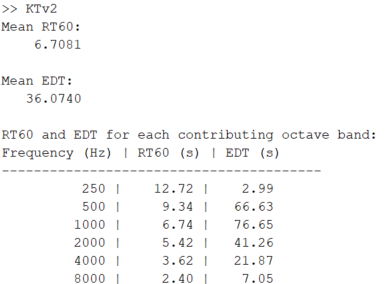 >> KTv2
Mean RT60:
6.7081
Mean EDT:
36.0740
RT60 and EDT for each contributing octave band:
Frequency (Hz) | RT60 (s) | EDT (s)
----------------------------------------
250 | 12.72 | 2.99
500 | 9.34 | 66.63
1000 | 6.74 | 76.65
2000 | 5.42 | 41.26
4000 | 3.62 | 21.87
8000 | 2.40 | 7.05